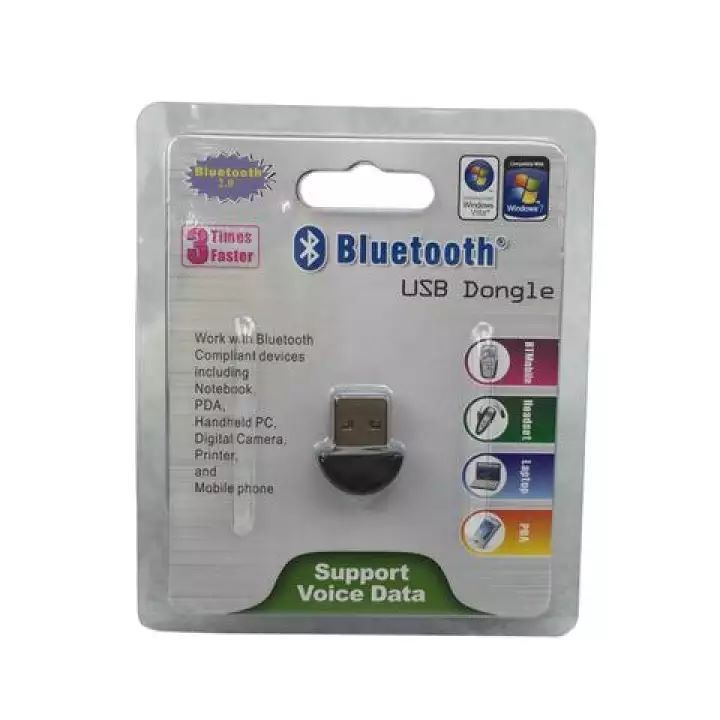 Bluetooth
2.0
3 Times
Faster
Compatible With
Windows 7
Windows
Vista
Bluetooth®
USB Dongle
Work with Bluetooth
Compliant devices
including
Notebook
PDA,
Handheld PC,
Digital Camera,
Printer,
and
Mobile phone
BTMobile
Headset
Laptop
PDA
Support
Voice Data